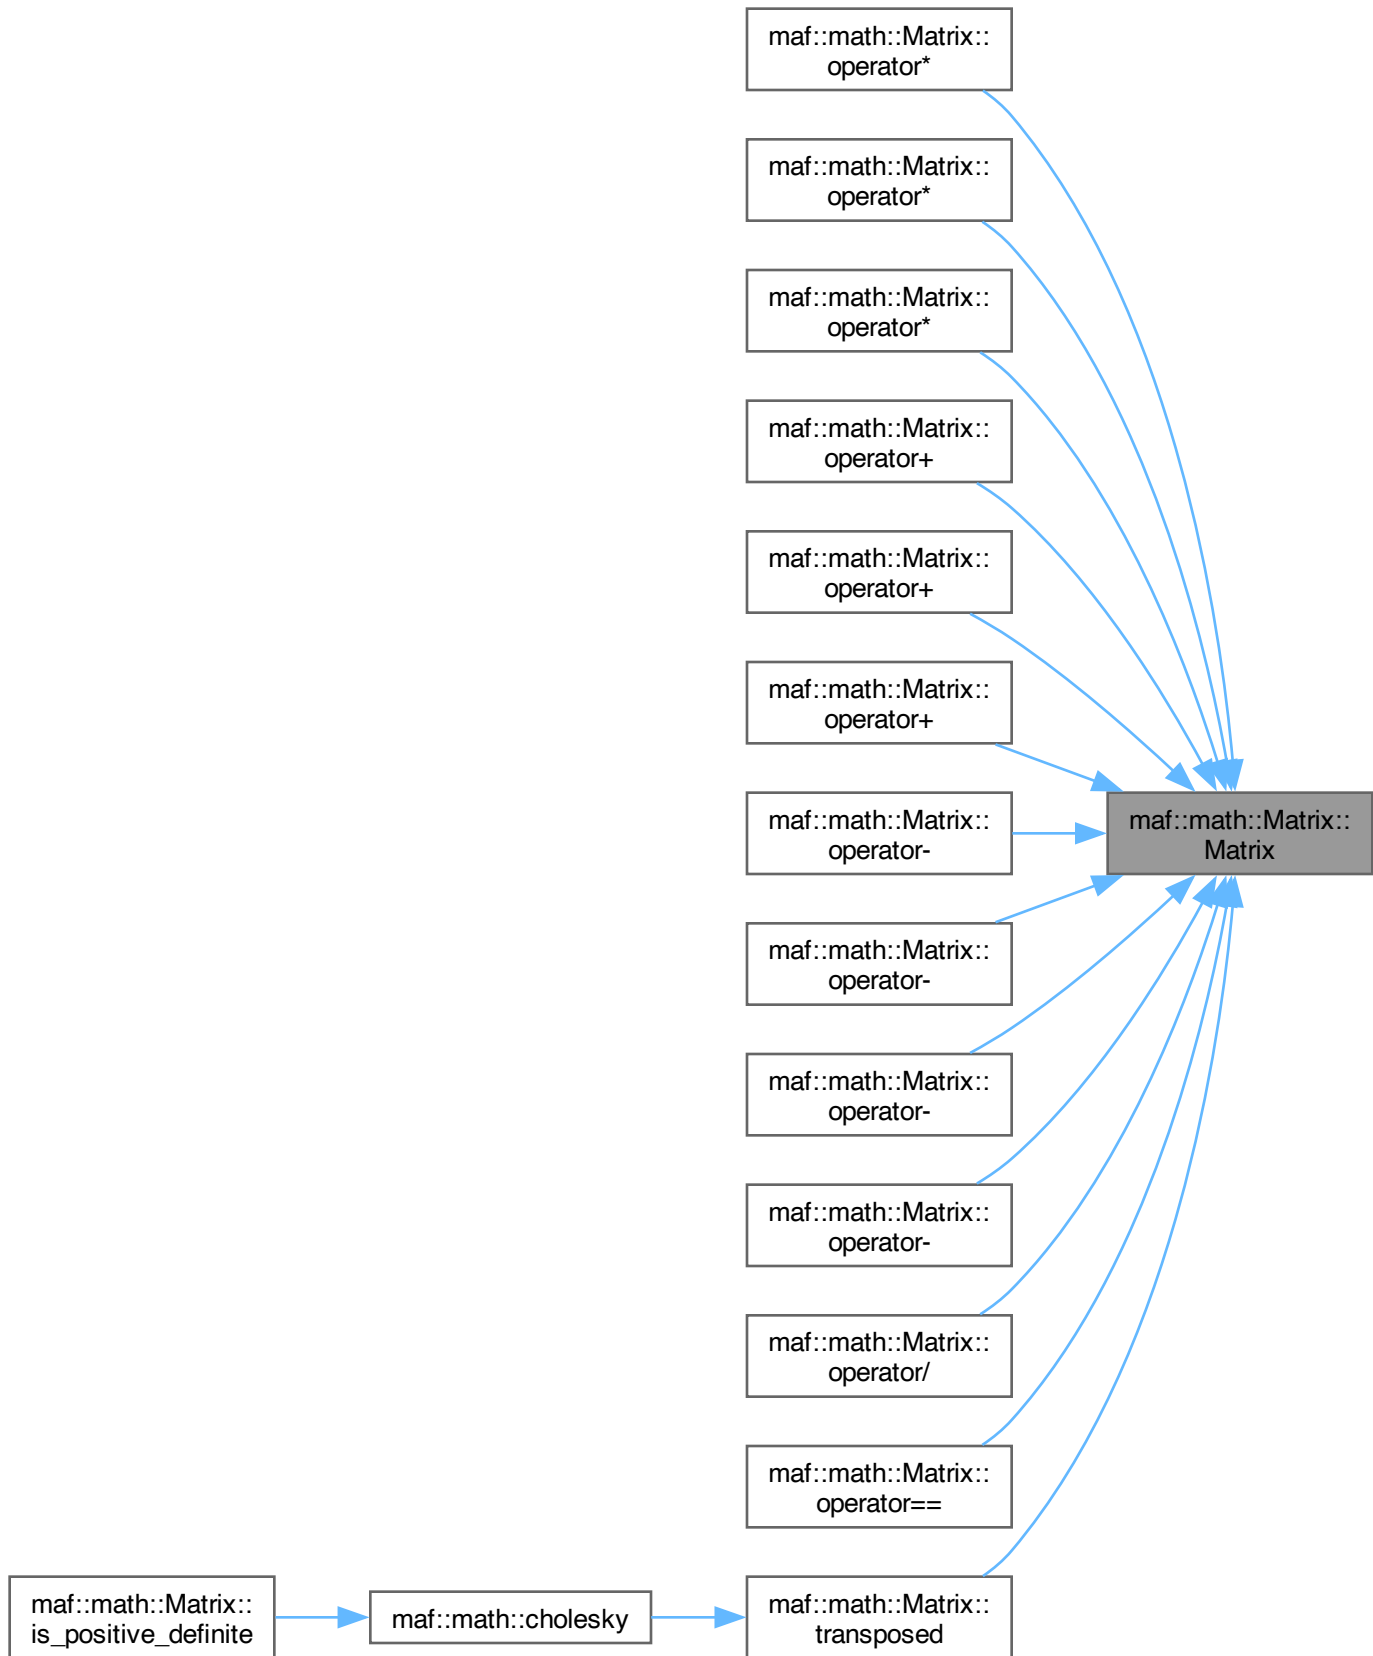 maf::math::Matrix::
operator*
maf::math::Matrix::
operator*
maf::math::Matrix::
operator*
maf::math::Matrix::
operator+
maf::math::Matrix::
operator+
maf::math::Matrix::
operator+
maf::math::Matrix::
operator-
maf::math::Matrix::
Matrix
maf::math::Matrix::
operator-
maf::math::Matrix::
operator-
maf::math::Matrix::
operator-
maf::math::Matrix::
operator/
maf::math::Matrix::
operator==
maf::math::Matrix::
is_positive_definite
maf::math::cholesky
maf::math::Matrix::
transposed